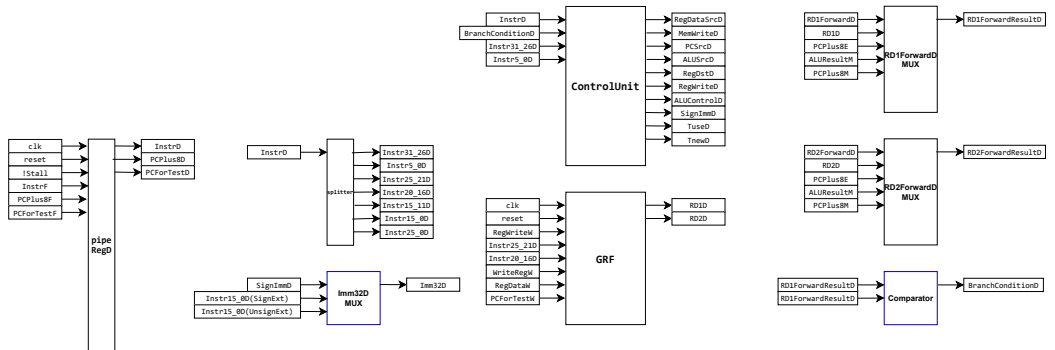 clk
reset
!Stall
InstrF
PCPlus8F
PCForTestF
pipe
RegD
InstrD
PCPlus8D
PCForTestD
InstrD
splitter
Instr31_26D
Instr5_0D
Instr25_21D
Instr20_16D
Instr15_11D
Instr15_0D
Instr25_0D
SignImmD
Instr15_0D(SignExt)
Instr15_0D(UnsignExt)
Imm32D
MUX
Imm32D
InstrD
BranchConditionD
Instr31_26D
Instr5_0D
ControlUnit
RegDataSrcD
MemWriteD
PCSrcD
ALUSrcD
RegDstD
RegWriteD
ALUControlD
SignImmD
TuseD
TnewD
clk
reset
RegWriteW
Instr25_21D
Instr20_16D
WriteRegW
RegDataW
PCForTestW
GRF
RD1D
RD2D
RD1ForwardD
RD1D
PCPlus8E
ALUResultM
PCPlus8M
RD1ForwardD
MUX
RD1ForwardResultD
RD2ForwardD
RD2D
PCPlus8E
ALUResultM
PCPlus8M
RD2ForwardD
MUX
RD2ForwardResultD
RD1ForwardResultD
RD1ForwardResultD
Comparator
BranchConditionD